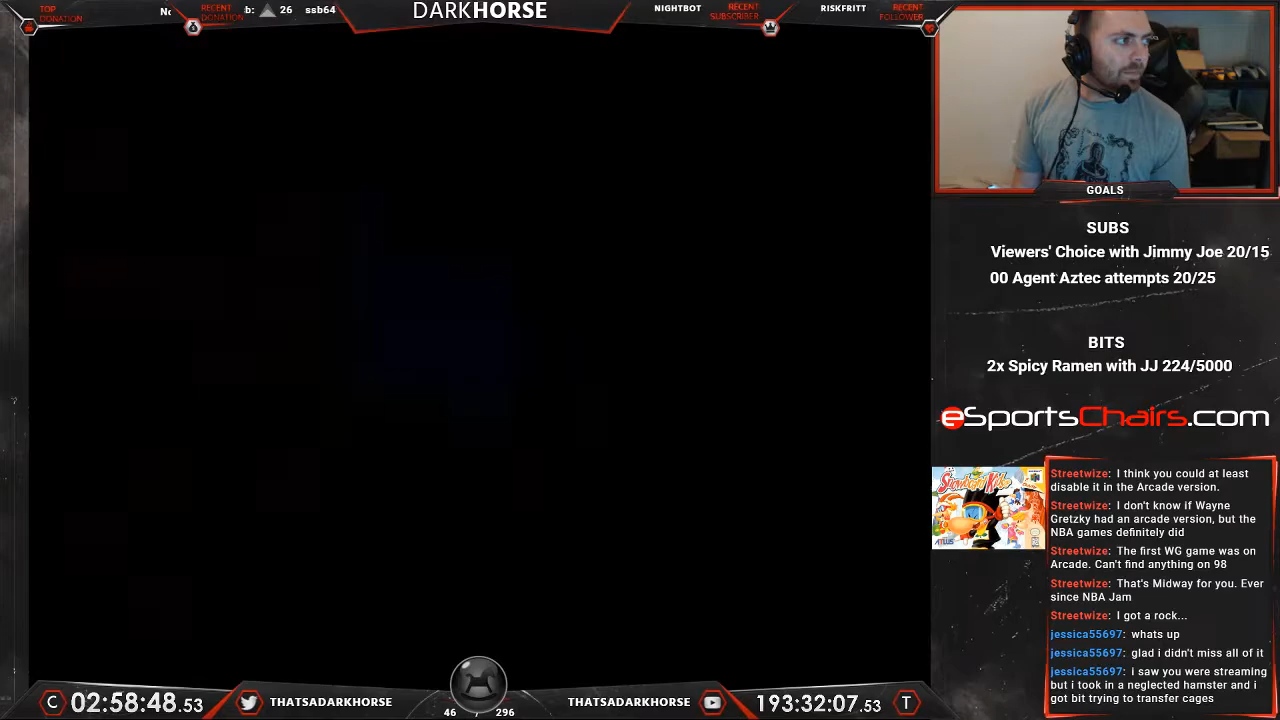 TOP
DONATION
RECENT
DONATION
b: 26 ssb64
DARKHORSE
NIGHTBOT
RECENT
SUBSCRIBER
RISKFRITT
RECENT
FOLLOWER
GOALS
SUBS
Viewers' Choice with Jimmy Joe 20/15
00 Agent Aztec attempts 20/25
BITS
2x Spicy Ramen with JJ 224/5000
eSportsChairs.com
Snowboard Kids
ATLUS
Streetwize: I think you could at least
disable it in the Arcade version.
Streetwize: I don't know if Wayne
Gretzky had an arcade version, but the
NBA games definitely did
Streetwize: The first WG game was on
Arcade. Can't find anything on 98
Streetwize: That's Midway for you. Ever
since NBA Jam
Streetwize: I got a rock...
jessica55697: whats up
jessica55697: glad i didn't miss all of it
jessica55697: i saw you were streaming
but i took in a neglected hamster and i
got bit trying to transfer cages
C 02:58:48.53
THATSADARKHORSE
46 296
THATSADARKHORSE
193:32:07.53 T